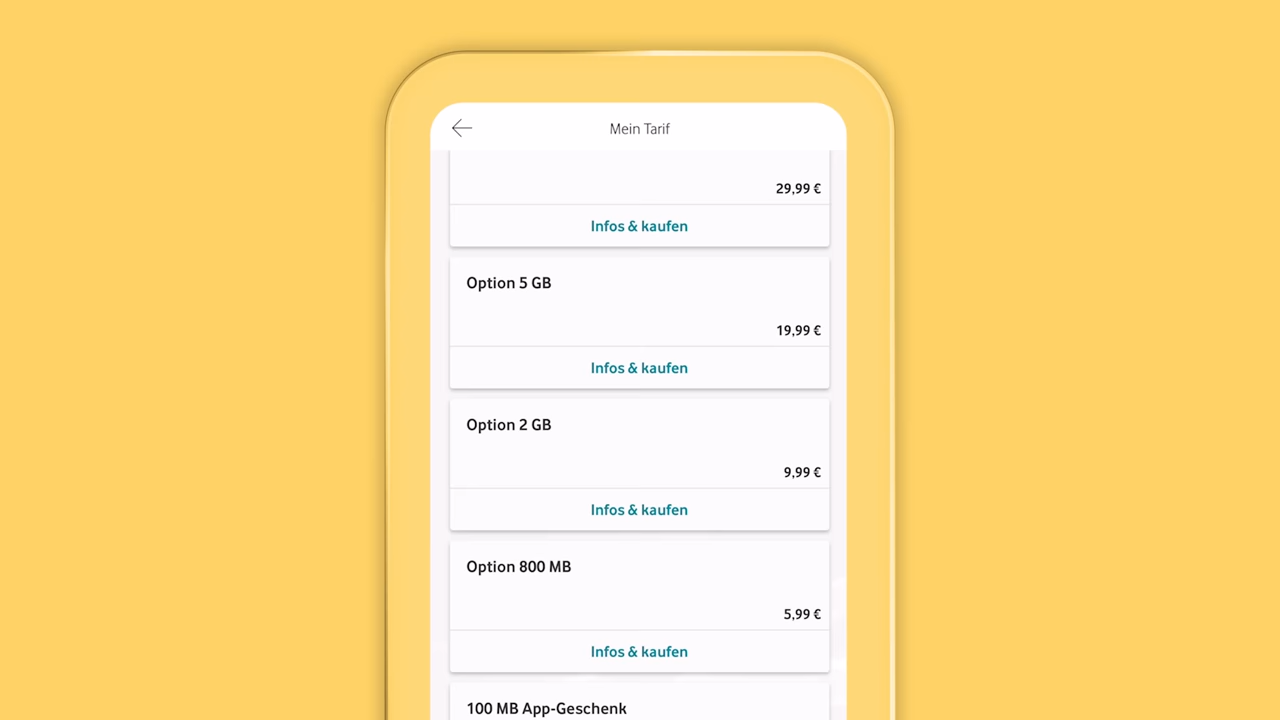 Mein Tarif
29,99 €
Infos & kaufen
Option 5 GB
19,99 €
Infos & kaufen
Option 2 GB
9,99 €
Infos & kaufen
Option 800 MB
5,99 €
Infos & kaufen
100 MB App-Geschenk